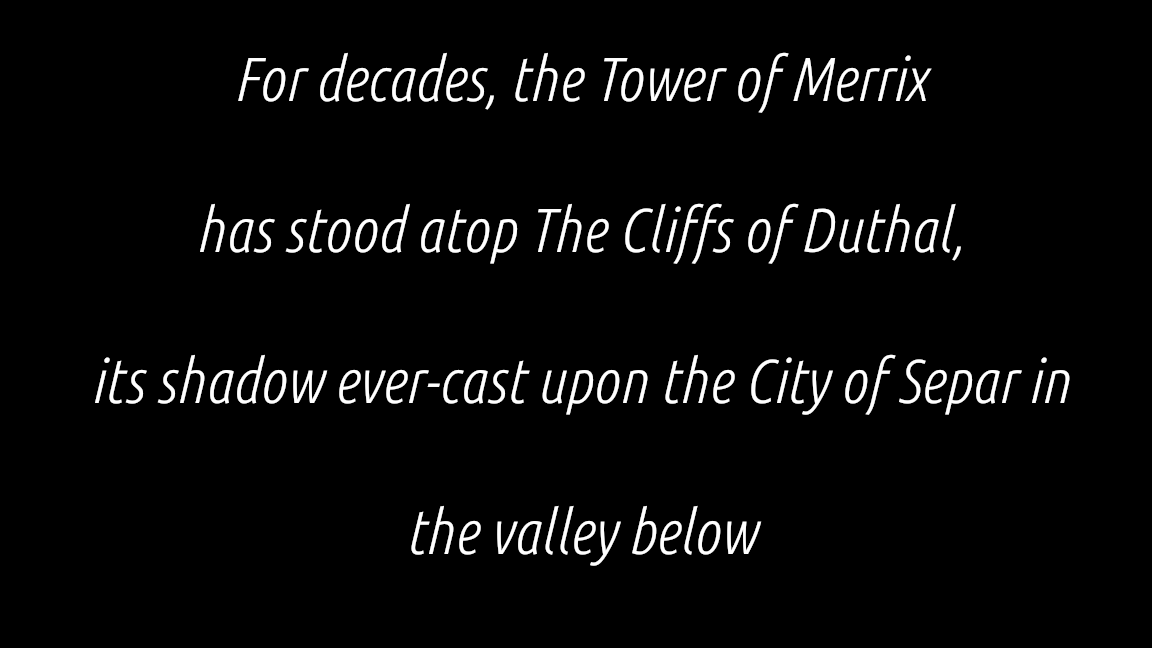 For decades, the Tower of Merrix
has stood atop The Cliffs of Duthal,
its shadow ever-cast upon the City of Separ in
the valley below